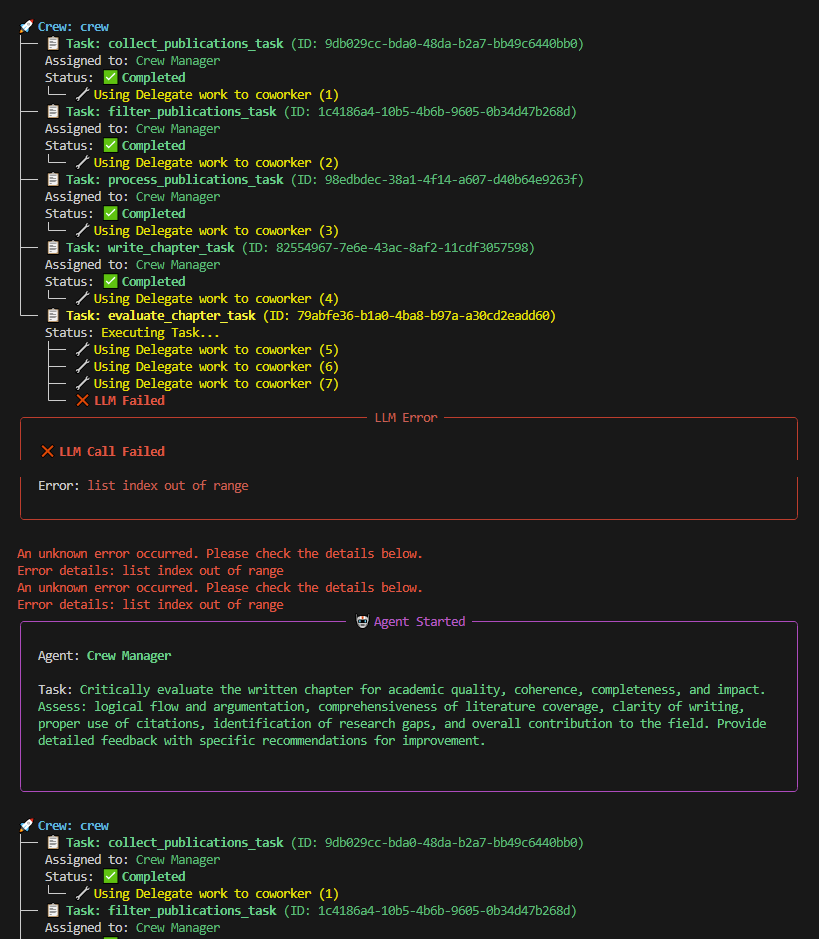 🚀 Crew: crew
├── 📋 Task: collect_publications_task (ID: 9db029cc-bda0-48da-b2a7-bb49c6440bb0)
Assigned to: Crew Manager
Status: ✅ Completed
└── 🔧 Using Delegate work to coworker (1)
├── 📋 Task: filter_publications_task (ID: 1c4186a4-10b5-4b6b-9605-0b34d47b268d)
Assigned to: Crew Manager
Status: ✅ Completed
└── 🔧 Using Delegate work to coworker (2)
├── 📋 Task: process_publications_task (ID: 98edbdec-38a1-4f14-a607-d40b64e9263f)
Assigned to: Crew Manager
Status: ✅ Completed
└── 🔧 Using Delegate work to coworker (3)
├── 📋 Task: write_chapter_task (ID: 82554967-7e6e-43ac-8af2-11cdf3057598)
Assigned to: Crew Manager
Status: ✅ Completed
└── 🔧 Using Delegate work to coworker (4)
└── 📋 Task: evaluate_chapter_task (ID: 79abfe36-b1a0-4ba8-b97a-a30cd2eadd60)
Status: Executing Task...
├── 🔧 Using Delegate work to coworker (5)
├── 🔧 Using Delegate work to coworker (6)
├── 🔧 Using Delegate work to coworker (7)
└── ❌ LLM Failed
LLM Error
❌ LLM Call Failed
Error: list index out of range
An unknown error occurred. Please check the details below.
Error details: list index out of range
An unknown error occurred. Please check the details below.
Error details: list index out of range
🤖 Agent Started
Agent: Crew Manager
Task: Critically evaluate the written chapter for academic quality, coherence, completeness, and impact.
Assess: logical flow and argumentation, comprehensiveness of literature coverage, clarity of writing,
proper use of citations, identification of research gaps, and overall contribution to the field. Provide
detailed feedback with specific recommendations for improvement.
🚀 Crew: crew
├── 📋 Task: collect_publications_task (ID: 9db029cc-bda0-48da-b2a7-bb49c6440bb0)
Assigned to: Crew Manager
Status: ✅ Completed
└── 🔧 Using Delegate work to coworker (1)
├── 📋 Task: filter_publications_task (ID: 1c4186a4-10b5-4b6b-9605-0b34d47b268d)
Assigned to: Crew Manager